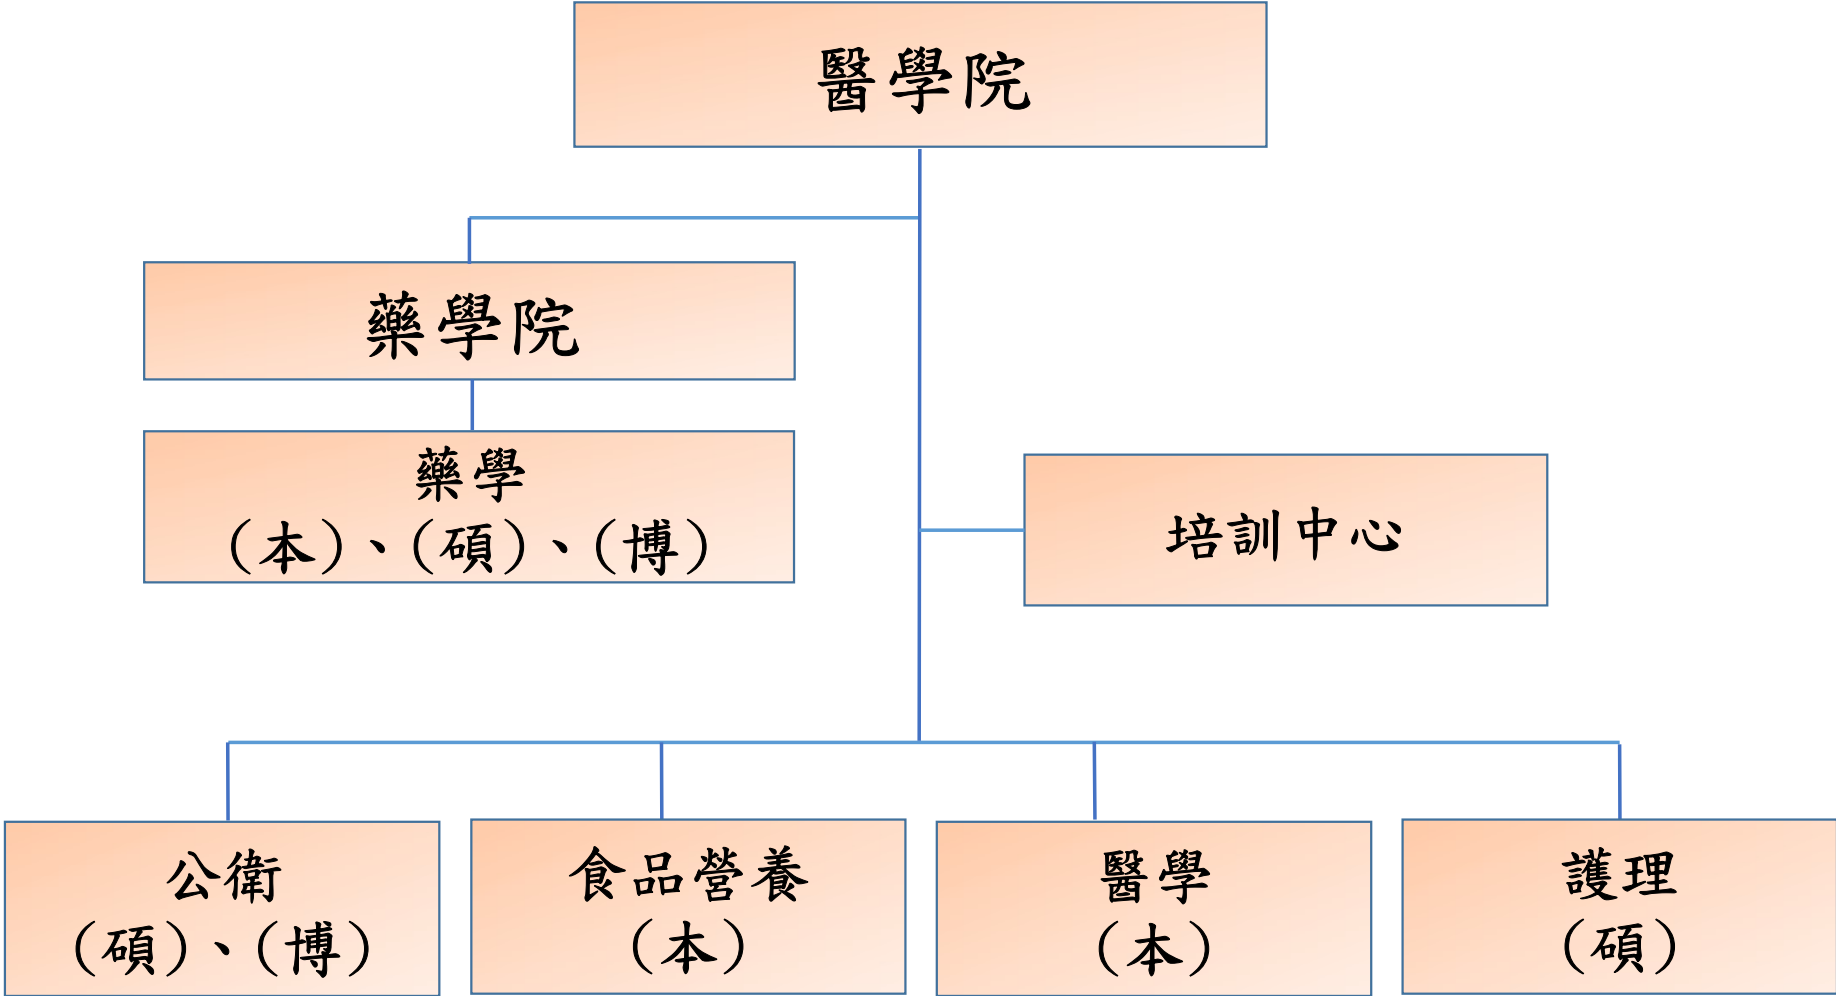 醫學院
藥學院
藥學
（本）、（碩）、（博）
培訓中心
公衛
（碩）、（博）
食品營養
（本）
醫學
（本）
護理
（碩）